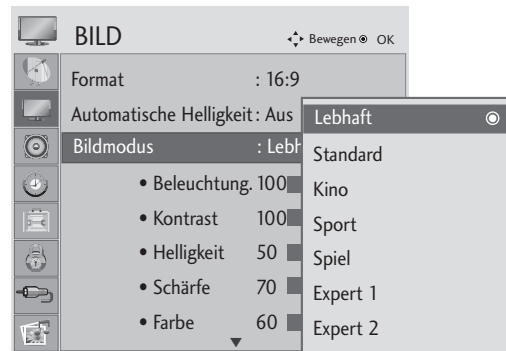 BILD Bewegen OK
Format : 16:9
Automatische Helligkeit : Aus
Bildmodus : Lebh
• Beleuchtung. 100
• Kontrast 100
• Helligkeit 50
• Schärfe 70
• Farbe 60
Lebhaft
Standard
Kino
Sport
Spiel
Expert 1
Expert 2